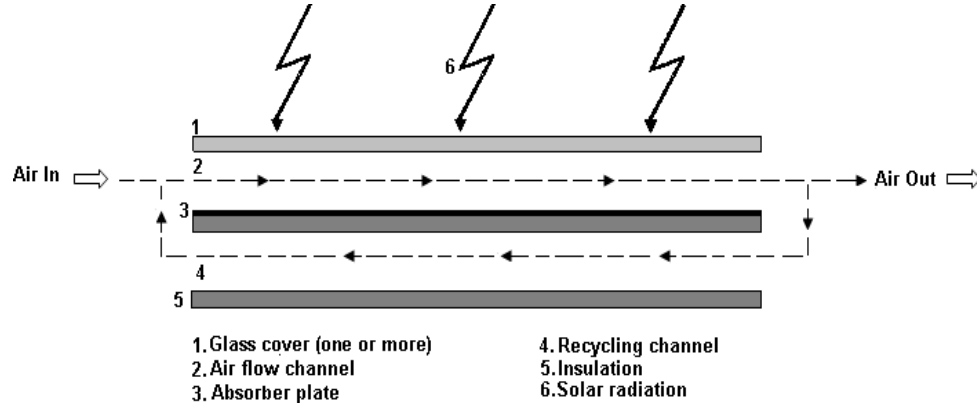 6
1
2
Air In
Air Out
3
4
5
1.Glass cover (one or more)
2.Air flow channel
3.Absorber plate
4.Recycling channel
5.Insulation
6.Solar radiation